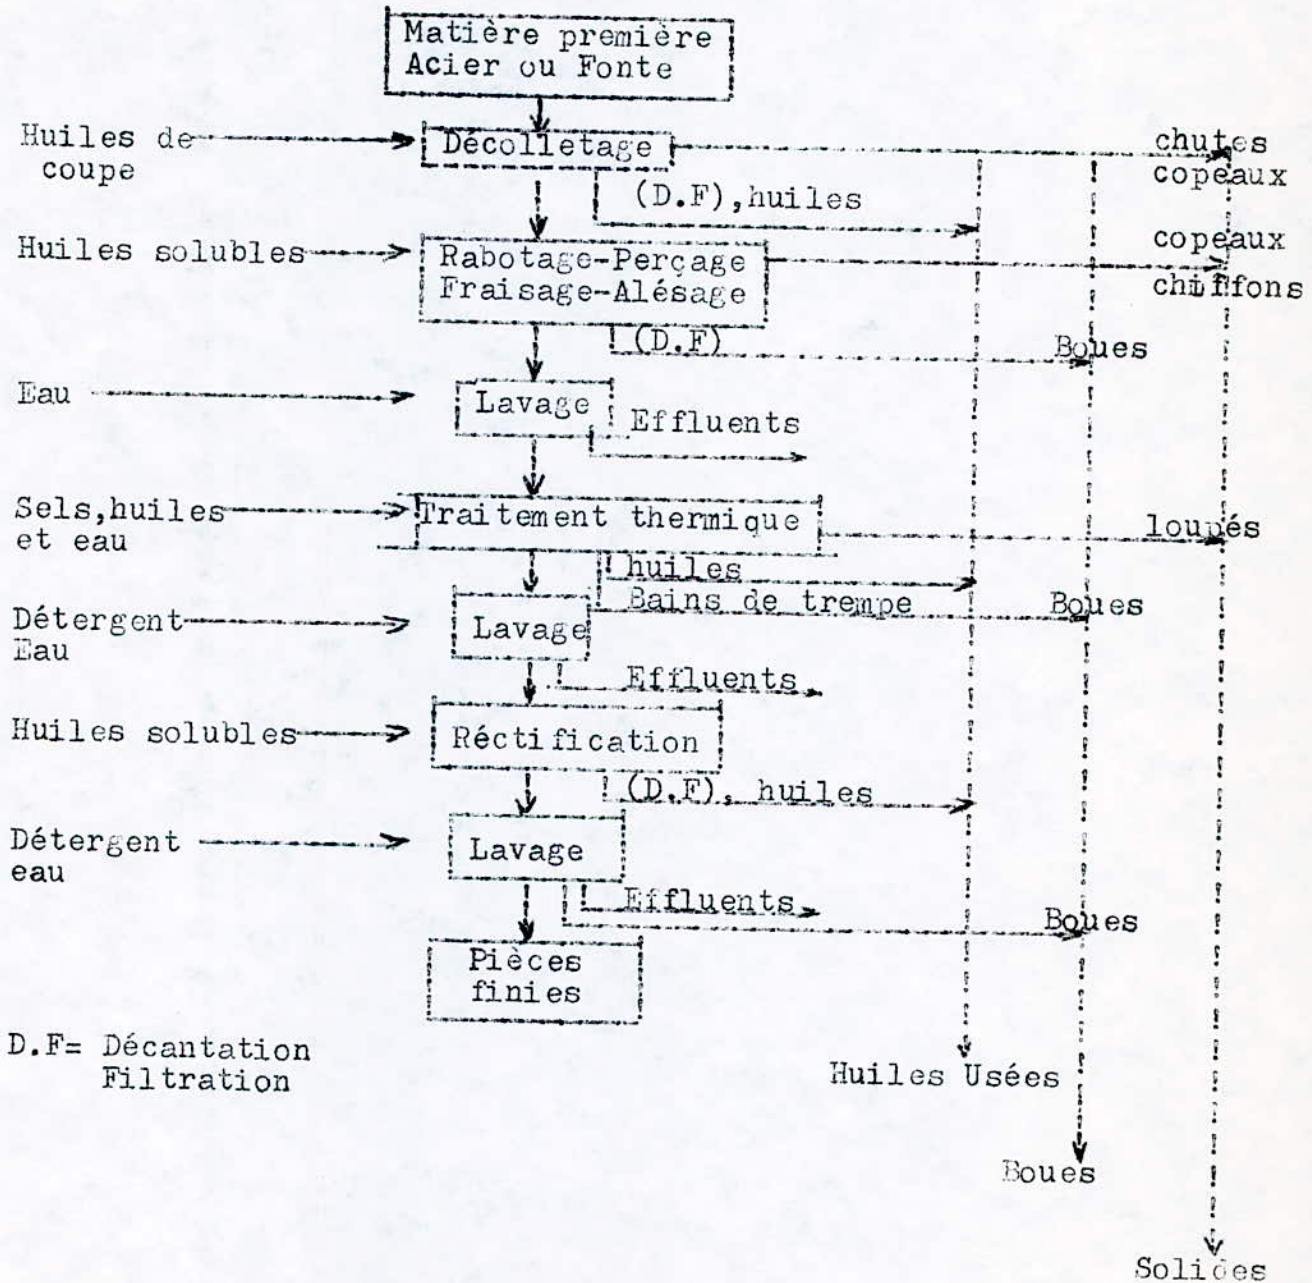 Matière première
Acier ou Fonte
Huiles de
coupe
Décolletage
chutes
copeaux
(D.F),huiles
Huiles solubles
Rabotage-Perçage
Fraisage-Alésage
copeaux
chiffons
(D.F)
Boues
Eau
Lavage
Effluents
Sels,huiles
et eau
Traitement thermique
loupés
huiles
Bains de trempe
Boues
Détergent
Eau
Lavage
Effluents
Huiles solubles
Réctification
(D.F), huiles
Détergent
eau
Lavage
Effluents
Boues
Pièces
finies
D.F= Décantation
Filtration
Huiles Usées
Boues
Solides